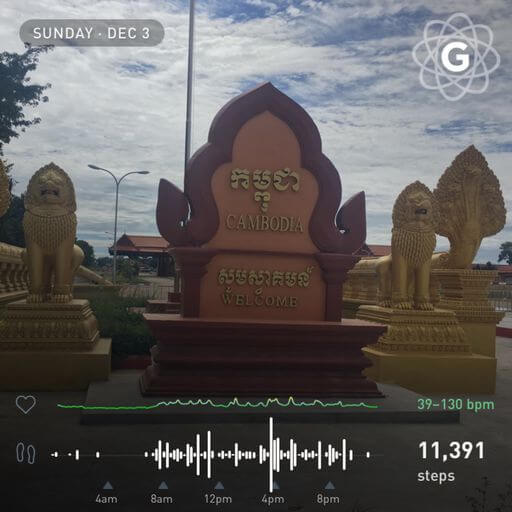 SUNDAY · DEC 3
G
កម្ពុជា
CAMBODIA
សូមស្វាគមន៍
WELCOME
39–130 bpm
11,391
steps
4am 8am 12pm 4pm 8pm